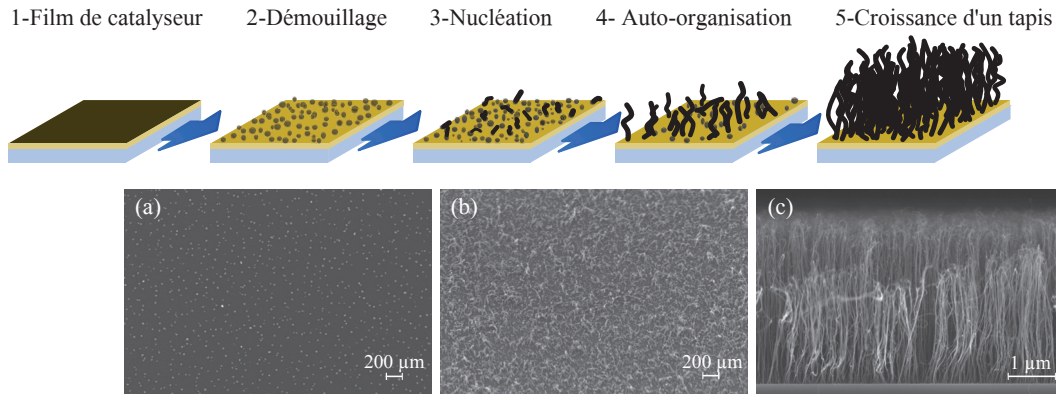 1-Film de catalyseur
2-Démouillage
3-Nucléation
4- Auto-organisation
5-Croissance d'un tapis
(a)
200 µm
(b)
200 µm
(c)
1 µm